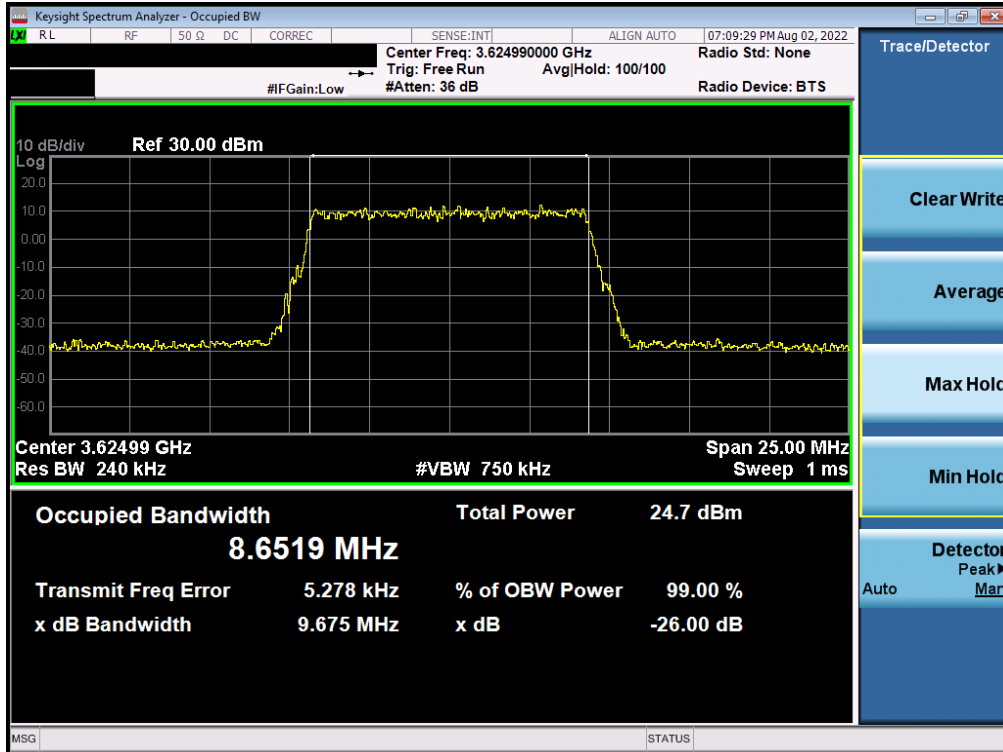 Keysight Spectrum Analyzer - Occupied BW
LXI RL RF 50 Ω DC CORREC SENSE:INT ALIGN AUTO 07:09:29 PM Aug 02, 2022
Center Freq: 3.624990000 GHz Radio Std: None
Trig: Free Run Avg|Hold: 100/100
#IFGain:Low #Atten: 36 dB Radio Device: BTS
10 dB/div Ref 30.00 dBm
Log
20.0
10.0
0.00
-10.0
-20.0
-30.0
-40.0
-50.0
-60.0
Center 3.62499 GHz Span 25.00 MHz
Res BW 240 kHz #VBW 750 kHz Sweep 1 ms
Occupied Bandwidth Total Power 24.7 dBm
8.6519 MHz
Transmit Freq Error 5.278 kHz % of OBW Power 99.00 %
x dB Bandwidth 9.675 MHz x dB -26.00 dB
MSG STATUS
Trace/Detector
Clear Write
Average
Max Hold
Min Hold
Detector
Peak
Auto Man